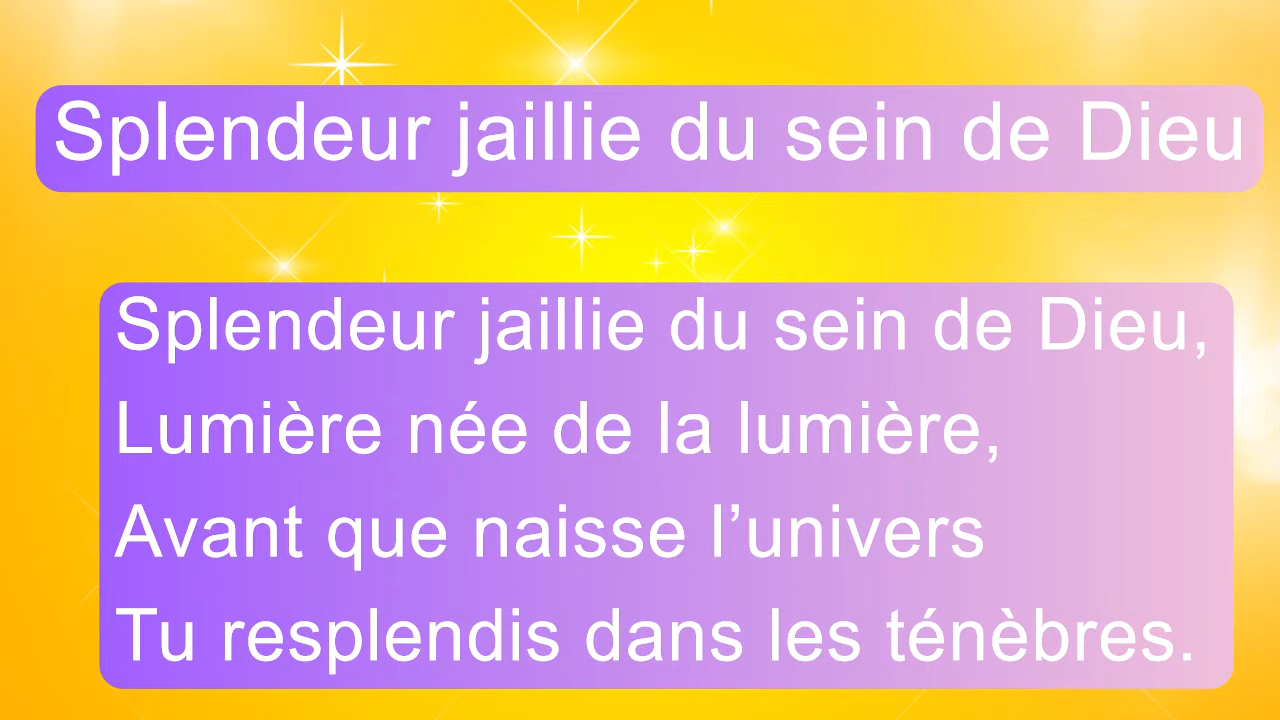 Splendeur jaillie du sein de Dieu
Splendeur jaillie du sein de Dieu,
Lumière née de la lumière,
Avant que naisse l’univers
Tu resplendis dans les ténèbres.